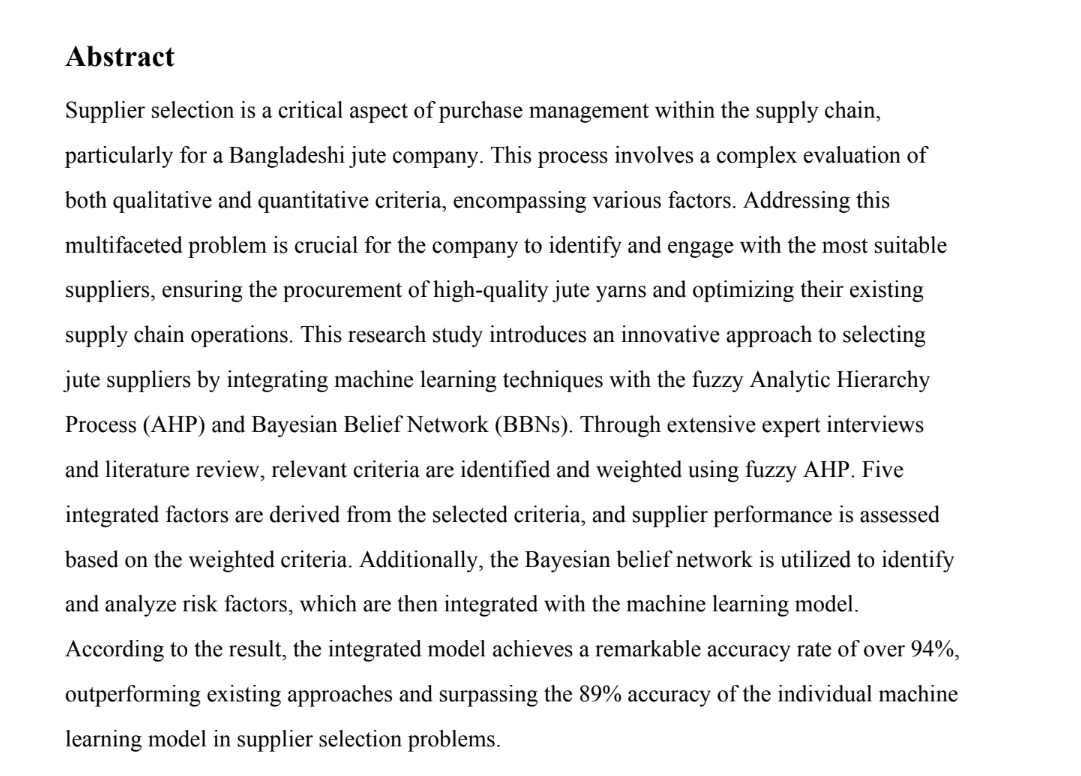 Abstract
Supplier selection is a critical aspect of purchase management within the supply chain,
particularly for a Bangladeshi jute company. This process involves a complex evaluation of
both qualitative and quantitative criteria, encompassing various factors. Addressing this
multifaceted problem is crucial for the company to identify and engage with the most suitable
suppliers, ensuring the procurement of high-quality jute yarns and optimizing their existing
supply chain operations. This research study introduces an innovative approach to selecting
jute suppliers by integrating machine learning techniques with the fuzzy Analytic Hierarchy
Process (AHP) and Bayesian Belief Network (BBNs). Through extensive expert interviews
and literature review, relevant criteria are identified and weighted using fuzzy AHP. Five
integrated factors are derived from the selected criteria, and supplier performance is assessed
based on the weighted criteria. Additionally, the Bayesian belief network is utilized to identify
and analyze risk factors, which are then integrated with the machine learning model.
According to the result, the integrated model achieves a remarkable accuracy rate of over 94%,
outperforming existing approaches and surpassing the 89% accuracy of the individual machine
learning model in supplier selection problems.